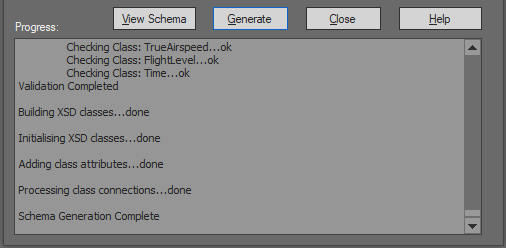 View Schema Generate Close Help
Progress:
Checking Class: TrueAirspeed...ok
Checking Class: FlightLevel...ok
Checking Class: Time...ok
Validation Completed
Building XSD classes...done
Initialising XSD classes...done
Adding class attributes...done
Processing class connections...done
Schema Generation Complete